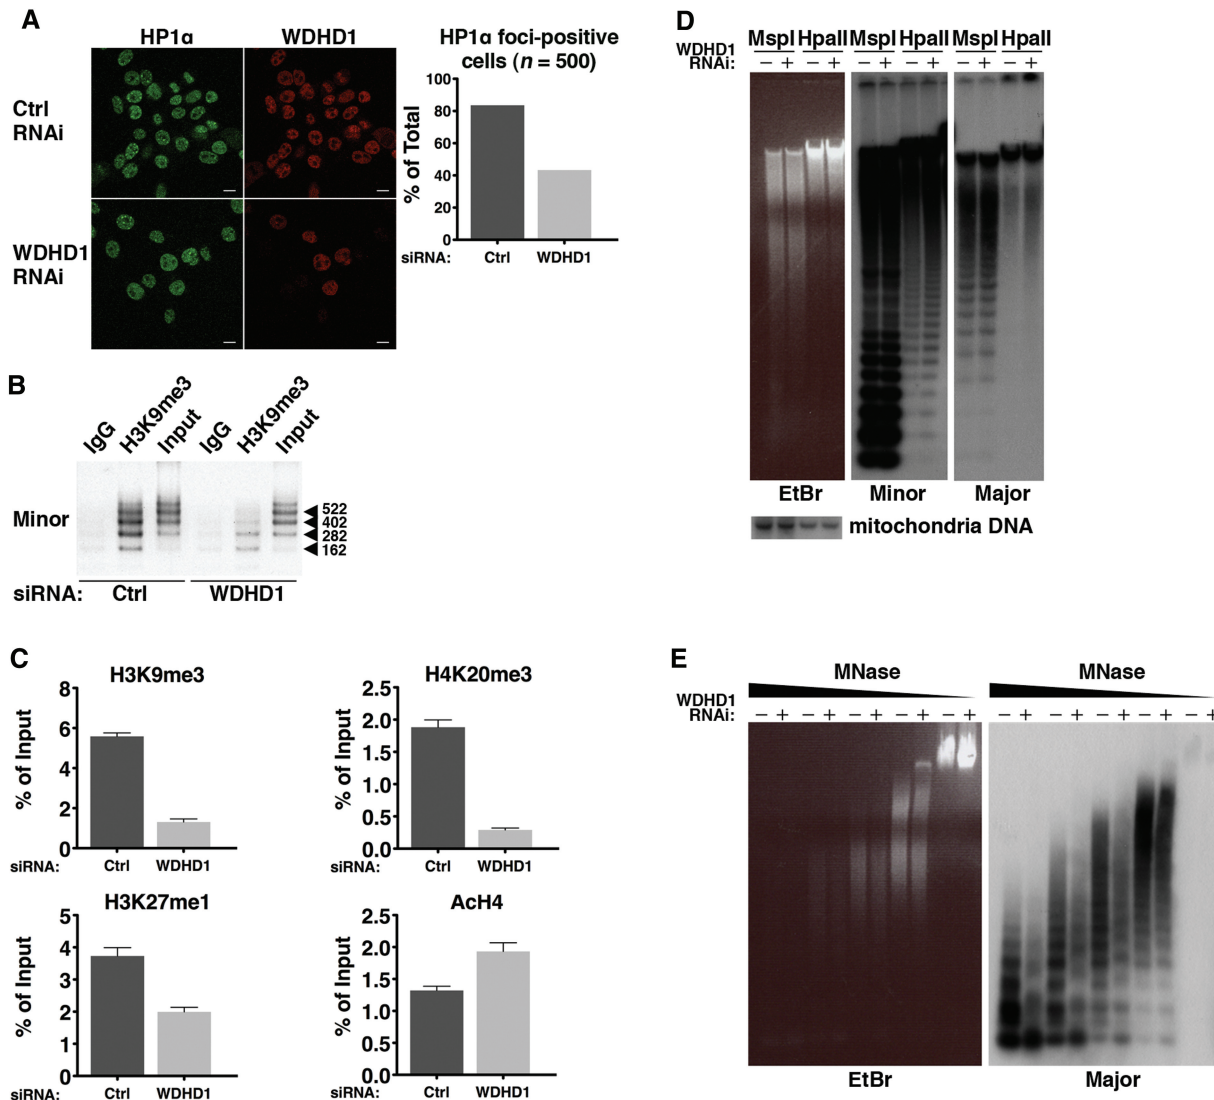 A
HP1α
WDHD1
Ctrl
RNAi
WDHD1
RNAi
HP1α foci-positive
cells (n = 500)
% of Total
100
80
60
40
20
0
siRNA:
Ctrl
WDHD1
B
IgG
H3K9me3
Input
IgG
H3K9me3
Input
Minor
522
402
282
162
siRNA:
Ctrl
WDHD1
C
H3K9me3
% of Input
8
6
4
2
0
siRNA:
Ctrl
WDHD1
H4K20me3
% of Input
2.5
2.0
1.5
1.0
0.5
0.0
siRNA:
Ctrl
WDHD1
H3K27me1
% of Input
5
4
3
2
1
0
siRNA:
Ctrl
WDHD1
AcH4
% of Input
2.5
2.0
1.5
1.0
0.5
0.0
siRNA:
Ctrl
WDHD1
D
MspI HpaII MspI HpaII MspI HpaII
WDHD1
RNAi: − + − + − + − + − + − +
EtBr
Minor
Major
mitochondria DNA
E
MNase
MNase
WDHD1
RNAi: − + − + − + − + − + − + − + − + − + − +
EtBr
Major